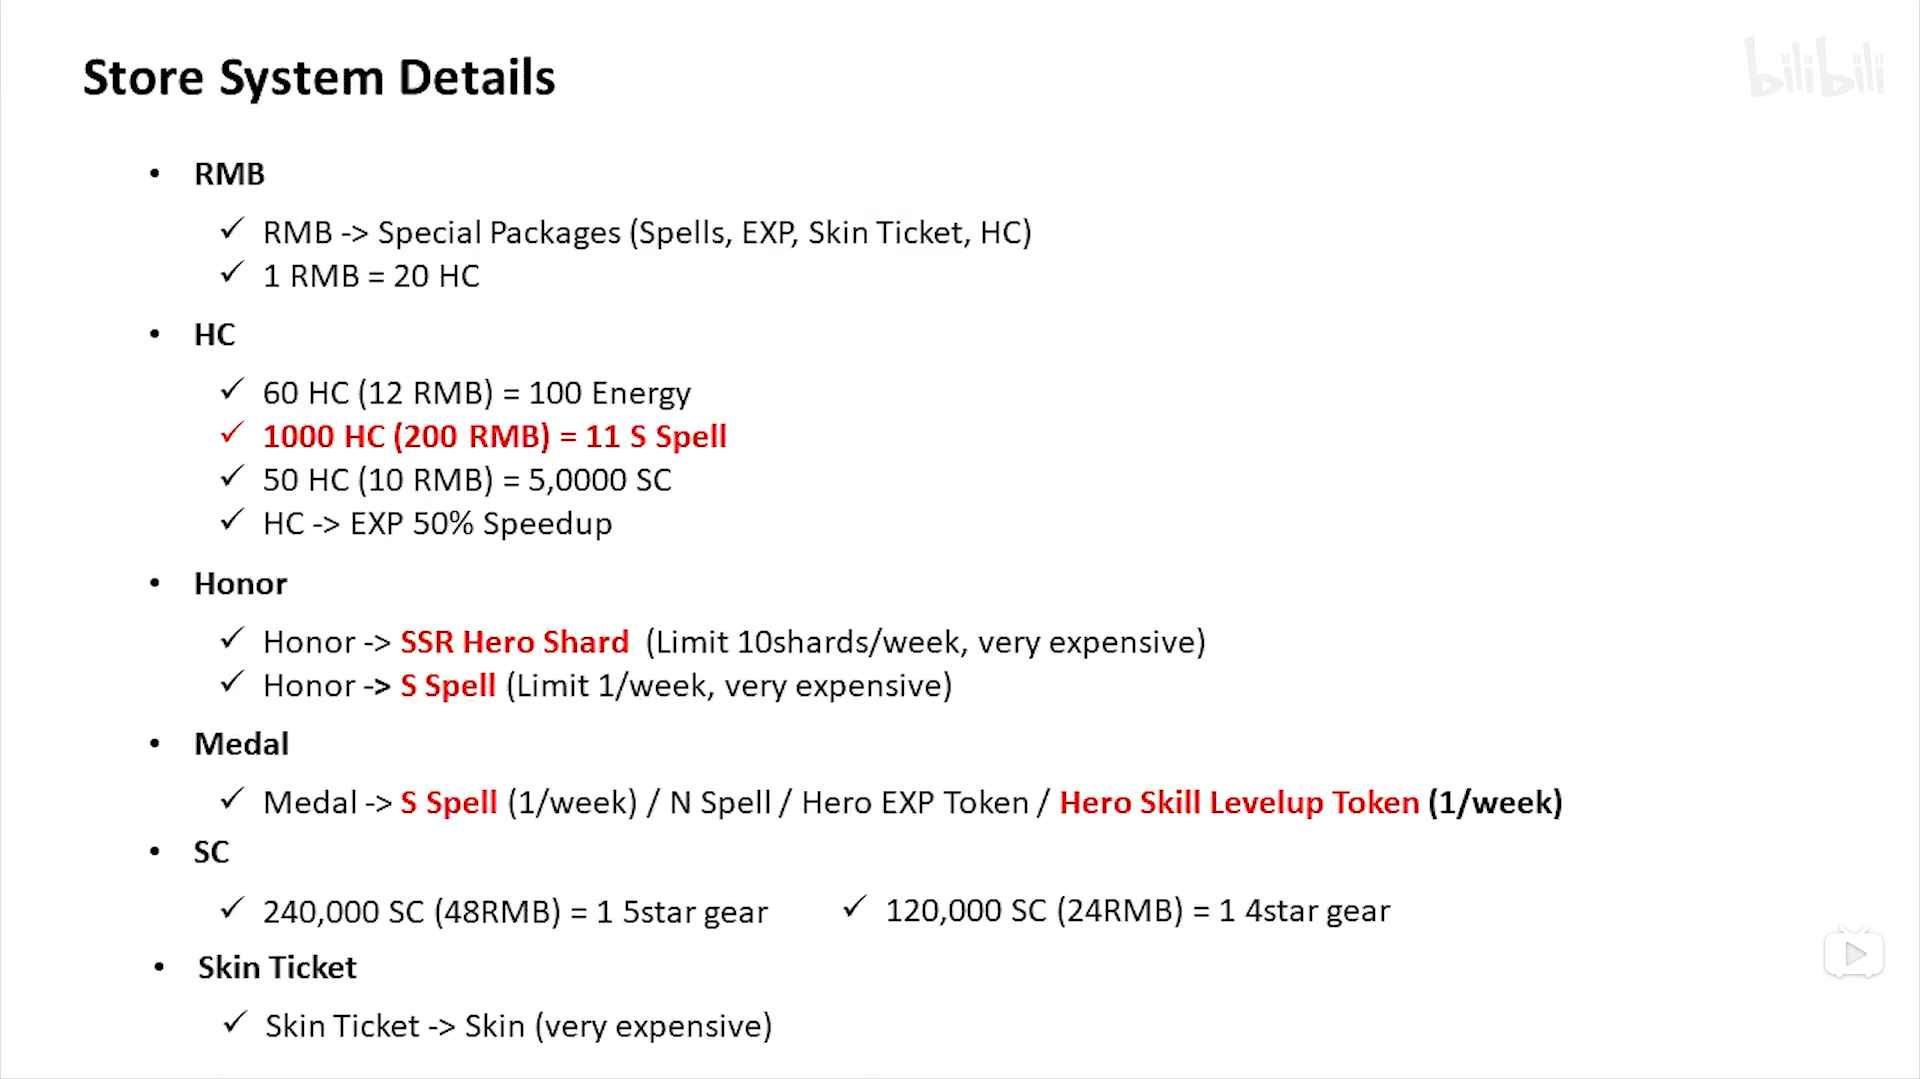 Store System Details
bilibili
• RMB
✓ RMB -> Special Packages (Spells, EXP, Skin Ticket, HC)
✓ 1 RMB = 20 HC
• HC
✓ 60 HC (12 RMB) = 100 Energy
✓ 1000 HC (200 RMB) = 11 S Spell
✓ 50 HC (10 RMB) = 5,0000 SC
✓ HC -> EXP 50% Speedup
• Honor
✓ Honor -> SSR Hero Shard (Limit 10shards/week, very expensive)
✓ Honor -> S Spell (Limit 1/week, very expensive)
• Medal
✓ Medal -> S Spell (1/week) / N Spell / Hero EXP Token / Hero Skill Levelup Token (1/week)
• SC
✓ 240,000 SC (48RMB) = 1 5star gear ✓ 120,000 SC (24RMB) = 1 4star gear
• Skin Ticket
✓ Skin Ticket -> Skin (very expensive)